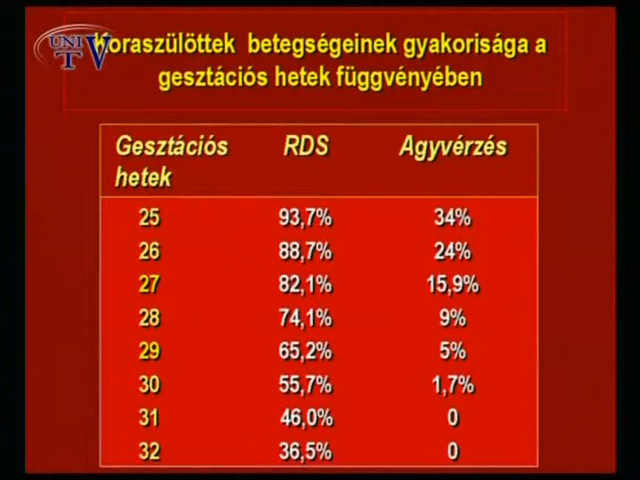 UNI TV
Koraszülöttek betegségeinek gyakorisága a
gesztációs hetek függvényében
Gesztációs hetek RDS Agyvérzés
25 93,7% 34%
26 88,7% 24%
27 82,1% 15,9%
28 74,1% 9%
29 65,2% 5%
30 55,7% 1,7%
31 46,0% 0
32 36,5% 0